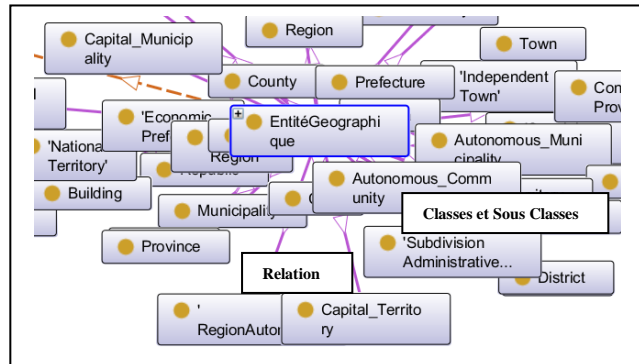 Capital_Municip
ality
Region
Town
County
Prefecture
'Independent
Town'
'Economic
Pref
EntitéGeographi
que
'National
Territory'
Region
Autonomous_Muni
cipality
Building
Autonomous_Comm
unity
Municipality
Classes et Sous Classes
Province
'Subdivision
Administrative...
Relation
District
'
RegionAutor
Capital_Territo
ry